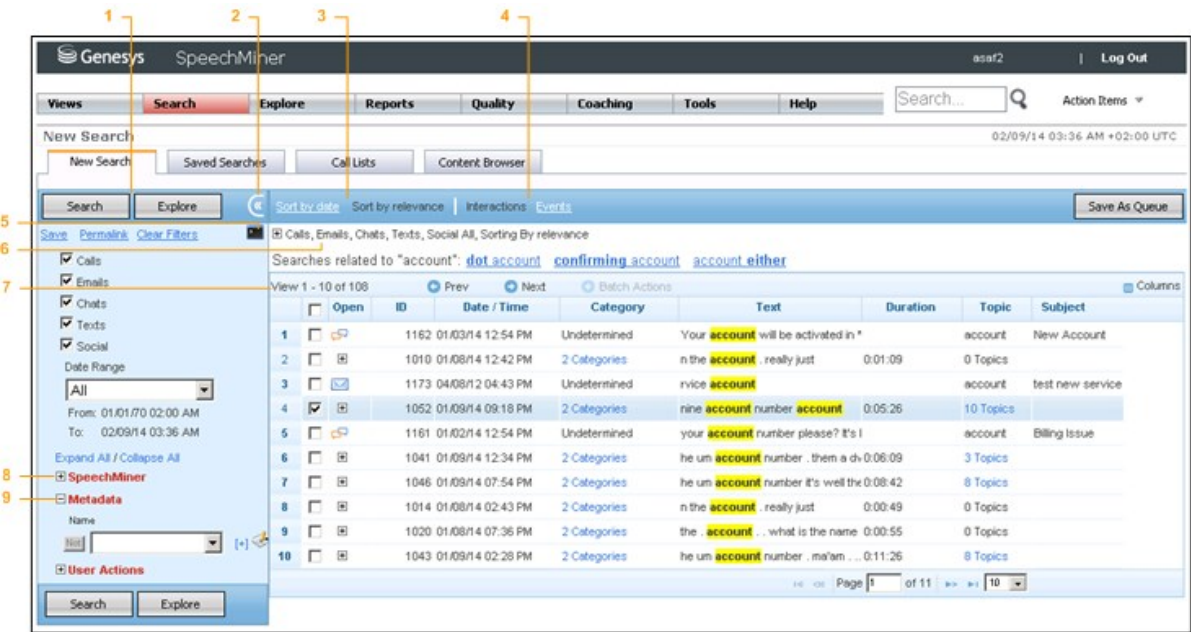 1 2 3 4
Genesys SpeechMiner asaf2 | Log Out
Views Search Explore Reports Quality Coaching Tools Help Search... Action Items
New Search 02/09/14 03:36 AM +02:00 UTC
New Search Saved Searches Call Lists Content Browser
Search Explore Sort by date Sort by relevance Interactions Events Save As Queue
5
Save Permalink Clear Filters Calls, Emails, Chats, Texts, Social All, Sorting By relevance
6
Calls
Searches related to "account": dot account confirming account account either
7
Emails
View 1 - 10 of 108 Prev Next Batch Actions Columns
Chats
Texts
Social
Date Range
All
From: 01/01/70 02:00 AM
To: 02/09/14 03:36 AM
Expand All / Collapse All
8
SpeechMiner
9
Metadata
Name
Not [+]
User Actions
Search Explore
Open ID Date / Time Category Text Duration Topic Subject
1 1162 01/03/14 12:54 PM Undetermined Your account will be activated in account New Account
2 1010 01/08/14 12:42 PM 2 Categories n the account . really just 0:01:09 0 Topics
3 1173 04/08/12 04:43 PM Undetermined rvice account account test new service
4 1052 01/09/14 09:18 PM 2 Categories nine account number account 0:05:26 10 Topics
5 1161 01/02/14 12:54 PM Undetermined your account number please? It's I account Billing Issue
6 1041 01/09/14 12:34 PM 2 Categories he um account number . them a 0:06:09 3 Topics
7 1046 01/09/14 07:54 PM 2 Categories he um account number it's well the 0:08:42 8 Topics
8 1014 01/08/14 02:43 PM 2 Categories n the account . really just 0:00:49 0 Topics
9 1020 01/08/14 07:36 PM 2 Categories the . account . . what is the name 0:00:55 0 Topics
10 1043 01/09/14 02:28 PM 2 Categories he um account number . ma'am . .. 0:11:26 8 Topics
Page 1 of 11 10